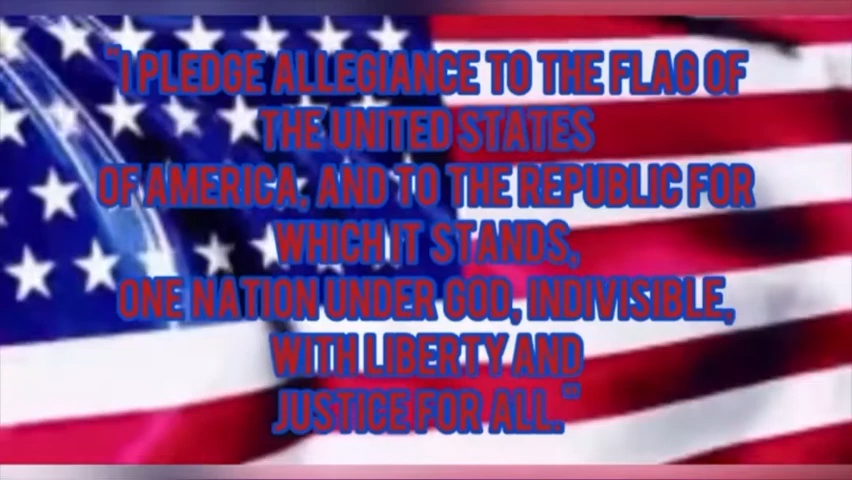 "I PLEDGE ALLEGIANCE TO THE FLAG OF
THE UNITED STATES
OF AMERICA, AND TO THE REPUBLIC FOR
WHICH IT STANDS,
ONE NATION UNDER GOD, INDIVISIBLE,
WITH LIBERTY AND
JUSTICE FOR ALL."